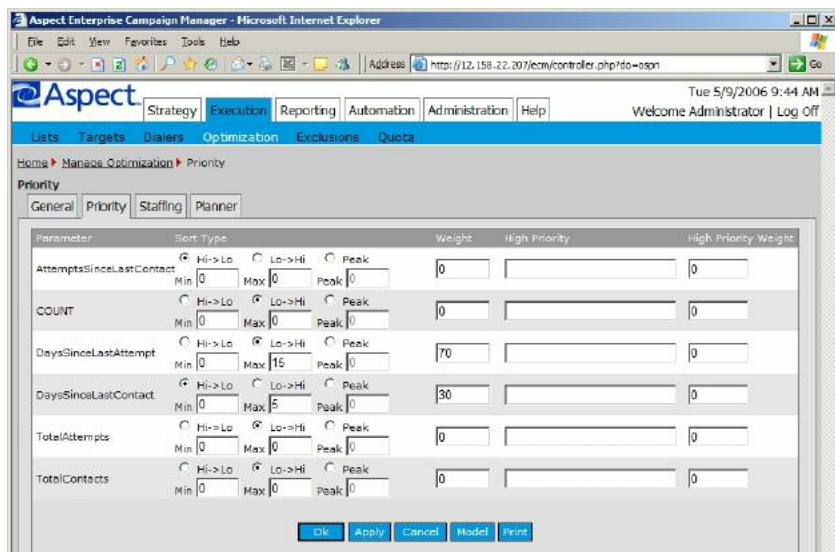 Aspect Enterprise Campaign Manager - Microsoft Internet Explorer
File Edit View Favorites Tools Help
Address http://12.158.22.207/ecm/controller.php?do=ospri Go
Aspect
Tue 5/9/2006 9:44 AM
Strategy Execution Reporting Automation Administration Help
Welcome Administrator | Log Off
Lists Targets Dialers Optimization Exclusions Quota
Home Manage Optimization Priority
Priority
General Priority Staffing Planner
Parameter Sort Type Weight High Priority High Priority Weight
Hi->Lo Lo->Hi Peak
AttemptsSinceLastContact 0 0
Min 0 Max 0 Peak 0
Hi->Lo Lo->Hi Peak
COUNT 0 0
Min 0 Max 0 Peak 0
Hi->Lo Lo->Hi Peak
DaysSinceLastAttempt 70 0
Min 0 Max 15 Peak 0
Hi->Lo Lo->Hi Peak
DaysSinceLastContact 30 0
Min 0 Max 5 Peak 0
Hi->Lo Lo->Hi Peak
TotalAttempts 0 0
Min 0 Max 0 Peak 0
Hi->Lo Lo->Hi Peak
TotalContacts 0 0
Min 0 Max 0 Peak 0
Ok Apply Cancel Model Print